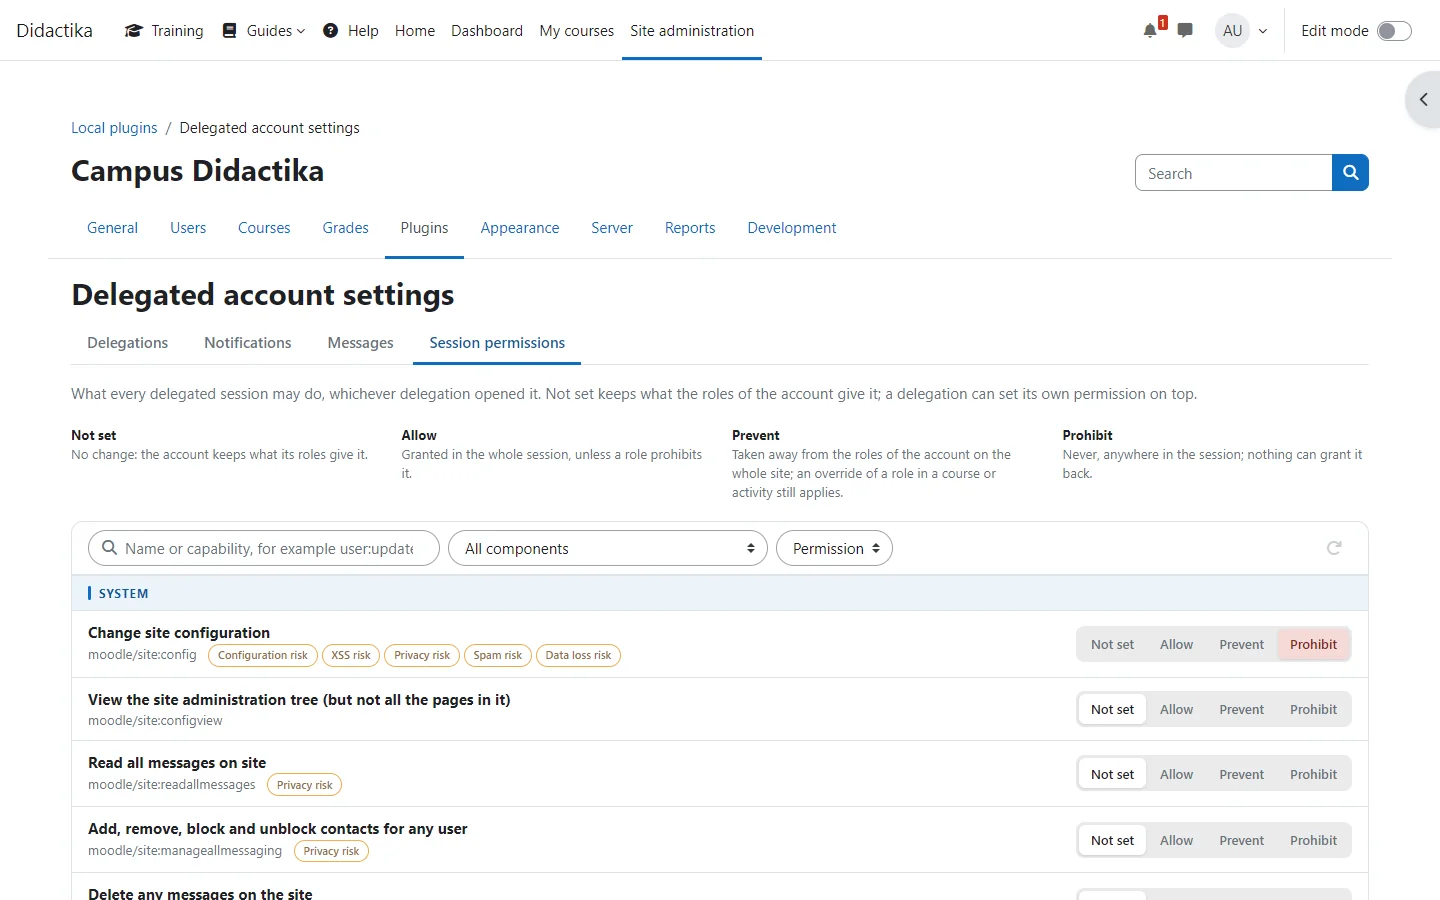 Didactika Training Guides Help Home Dashboard My courses Site administration 1 AU Edit mode
Local plugins / Delegated account settings
Campus Didactika
Search
General Users Courses Grades Plugins Appearance Server Reports Development
Delegated account settings
Delegations Notifications Messages Session permissions
What every delegated session may do, whichever delegation opened it. Not set keeps what the roles of the account give it; a delegation can set its own permission on top.
Not set
No change: the account keeps what its roles give it.
Allow
Granted in the whole session, unless a role prohibits
it.
Prevent
Taken away from the roles of the account on the
whole site; an override of a role in a course or
activity still applies.
Prohibit
Never, anywhere in the session; nothing can grant it
back.
Name or capability, for example user:update All components Permission
SYSTEM
Change site configuration
moodle/site:config Configuration risk XSS risk Privacy risk Spam risk Data loss risk
Not set Allow Prevent Prohibit
View the site administration tree (but not all the pages in it)
moodle/site:configview
Not set Allow Prevent Prohibit
Read all messages on site
moodle/site:readallmessages Privacy risk
Not set Allow Prevent Prohibit
Add, remove, block and unblock contacts for any user
moodle/site:manageallmessaging Privacy risk
Not set Allow Prevent Prohibit
Delete any messages on the site